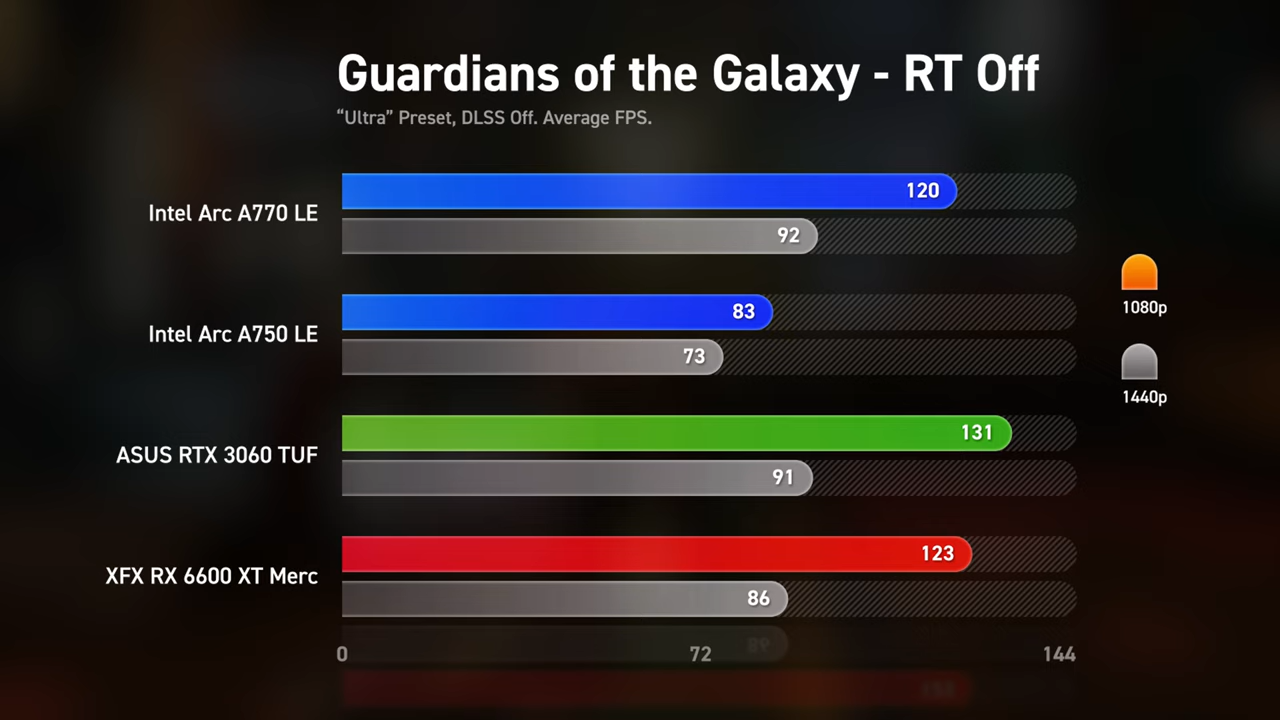 Guardians of the Galaxy - RT Off
“Ultra” Preset, DLSS Off. Average FPS.
Intel Arc A770 LE
120
92
Intel Arc A750 LE
83
73
ASUS RTX 3060 TUF
131
91
XFX RX 6600 XT Merc
123
86
0
72
144
1080p
1440p